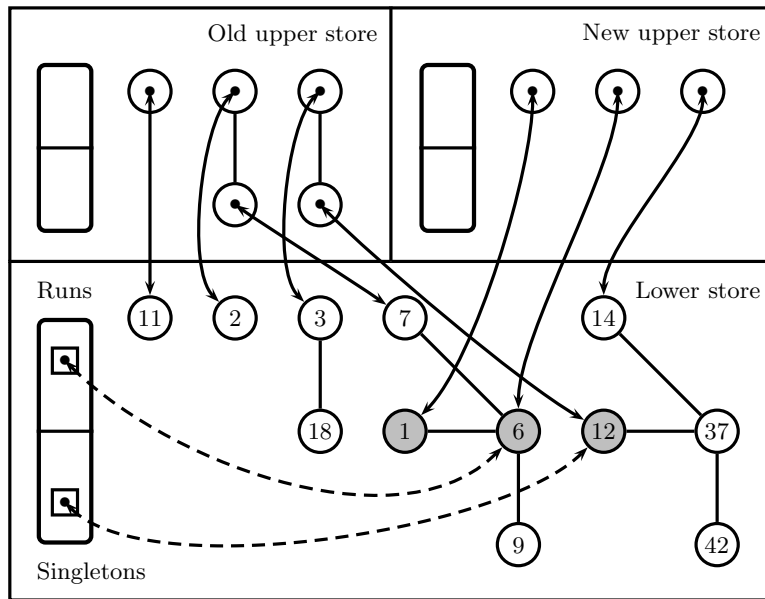 Old upper store
New upper store
Runs
Lower store
11
2
3
7
14
18
1
6
12
37
9
42
Singletons